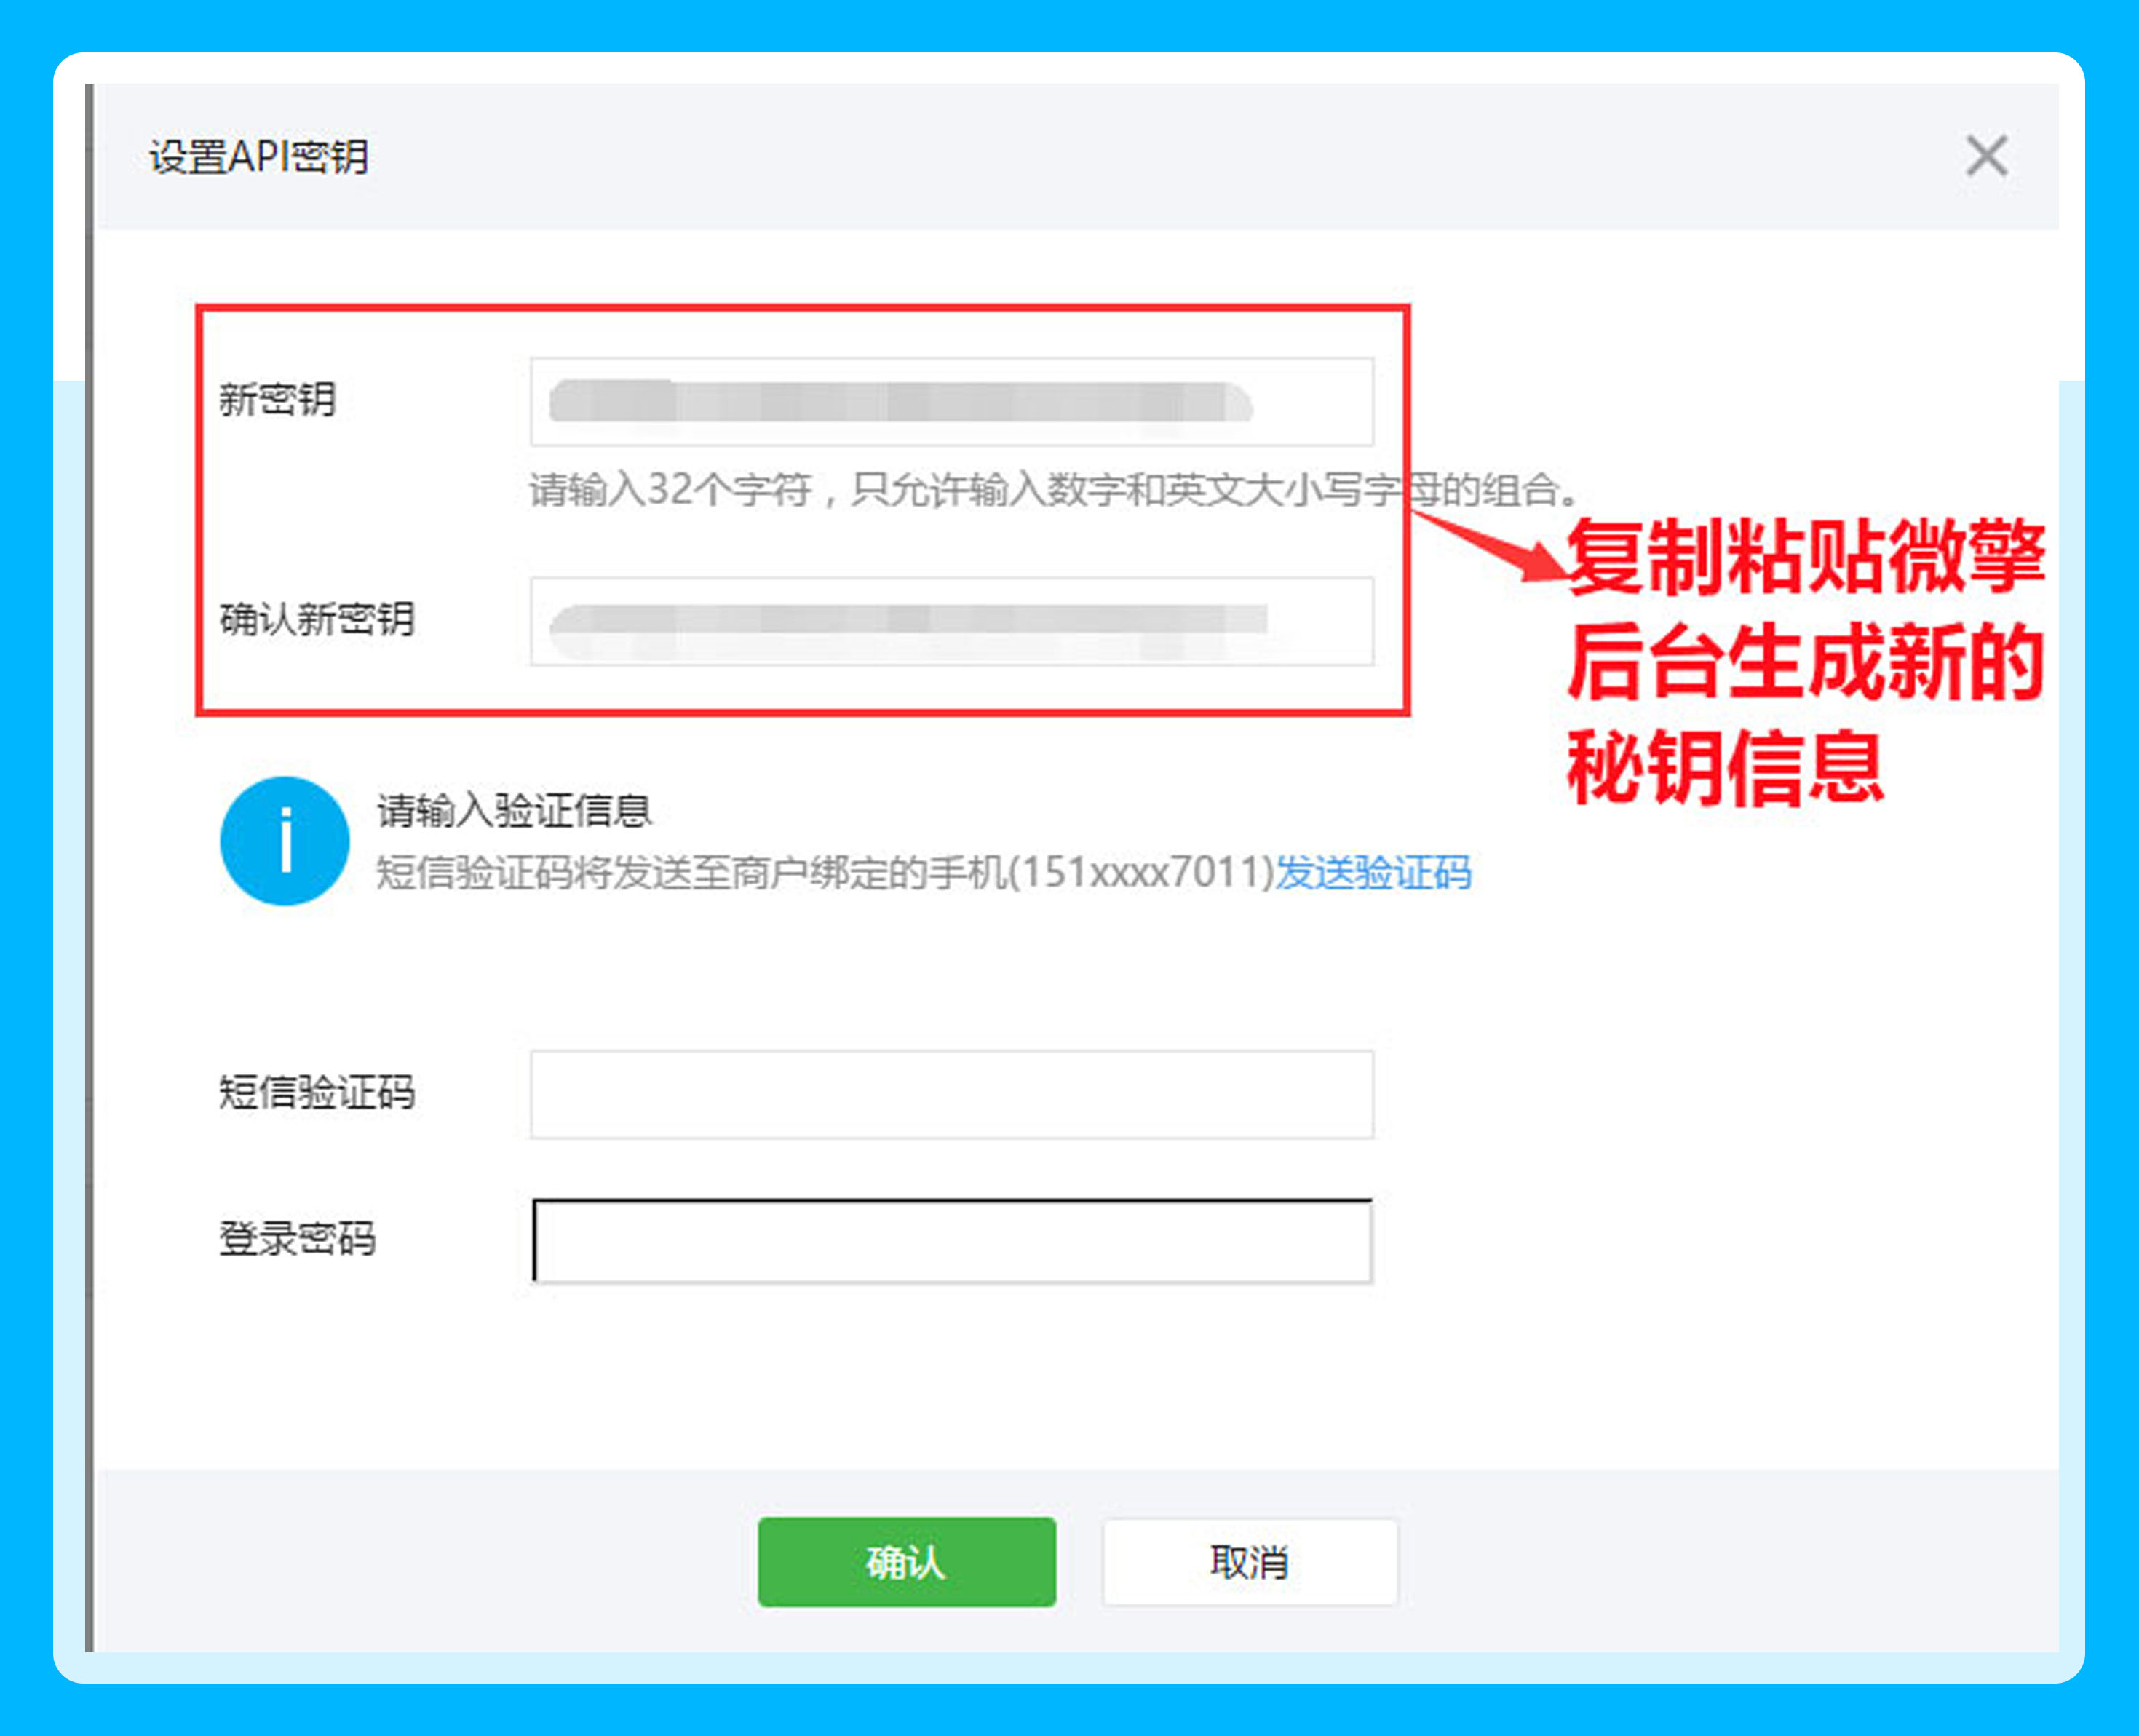 设置API密钥
新密钥
请输入32个字符，只允许输入数字和英文大小写字母的组合。
确认新密钥
复制粘贴微擎
后台生成新的
秘钥信息
请输入验证信息
短信验证码将发送至商户绑定的手机(151xxxx7011)发送验证码
短信验证码
登录密码
确认
取消